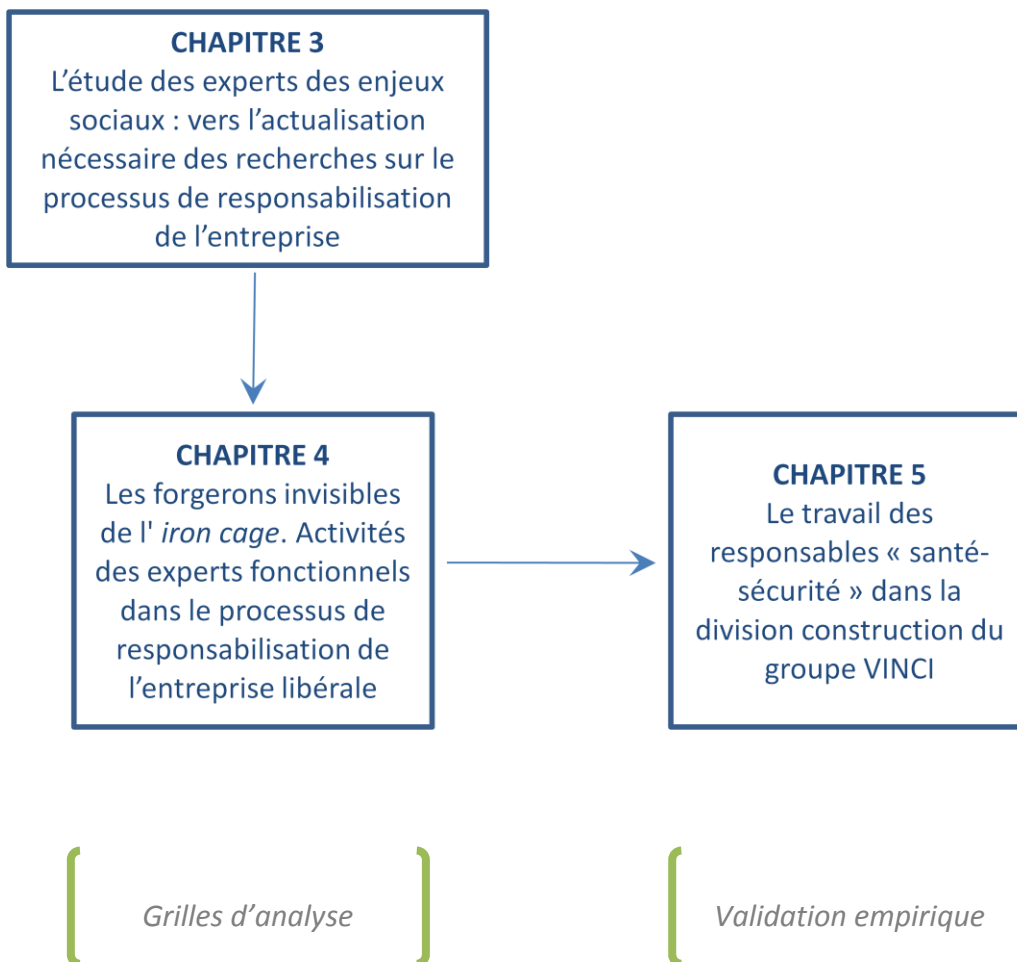 CHAPITRE 3
L’étude des experts des enjeux
sociaux : vers l’actualisation
nécessaire des recherches sur le
processus de responsabilisation
de l’entreprise
CHAPITRE 4
Les forgerons invisibles
de l' iron cage. Activités
des experts fonctionnels
dans le processus de
responsabilisation de
l’entreprise libérale
CHAPITRE 5
Le travail des
responsables « santé-
sécurité » dans la
division construction du
groupe VINCI
Grilles d’analyse
Validation empirique